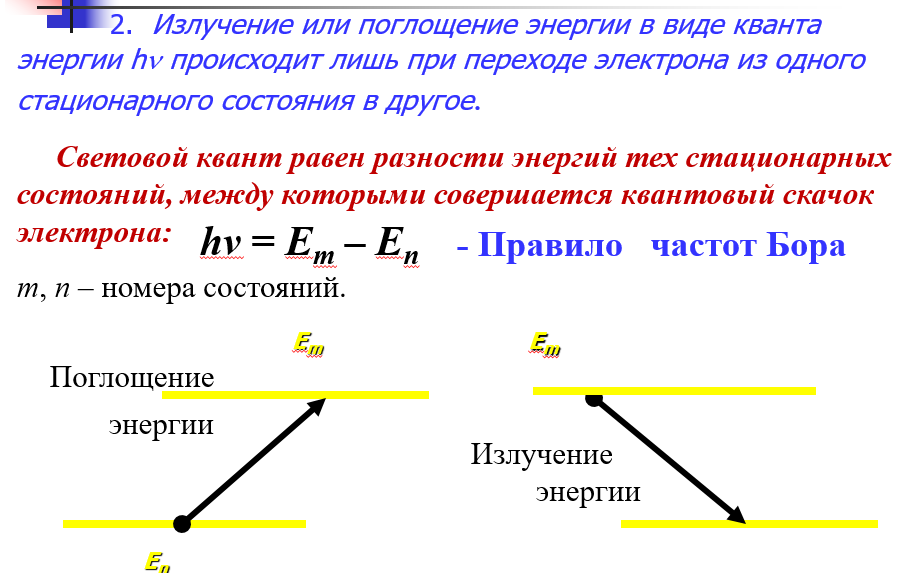 2. Излучение или поглощение энергии в виде кванта
энергии hν происходит лишь при переходе электрона из одного
стационарного состояния в другое.
Световой квант равен разности энергий тех стационарных
состояний, между которыми совершается квантовый скачок
электрона: hν = Em – En - Правило частот Бора
m, n – номера состояний.
Em Em
Поглощение
энергии
Излучение
энергии
En